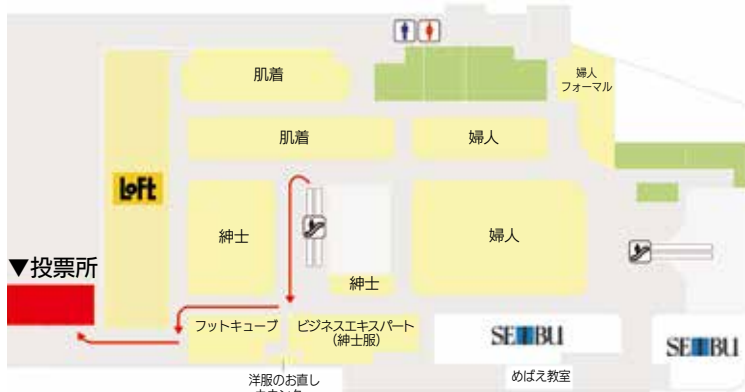 肌着
婦人
フォーマル
肌着
婦人
LOFT
紳士
婦人
▼投票所
紳士
フットキューブ
ビジネスエキスパート
(紳士服)
SEIBU
SEIBU
洋服のお直し
めばえ教室